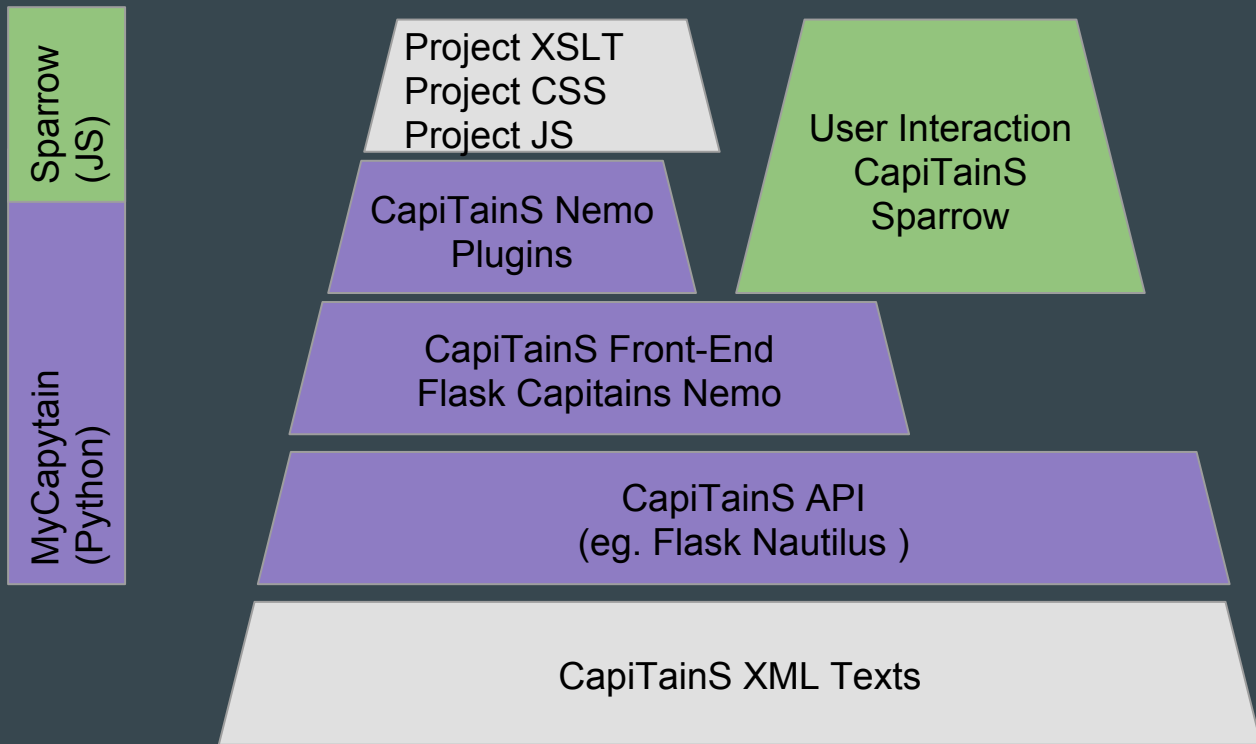 Sparrow
(JS)
MyCapytain
(Python)
Project XSLT
Project CSS
Project JS
User Interaction
CapiTainS
Sparrow
CapiTainS Nemo
Plugins
CapiTainS Front-End
Flask Capitains Nemo
CapiTainS API
(eg. Flask Nautilus )
CapiTainS XML Texts